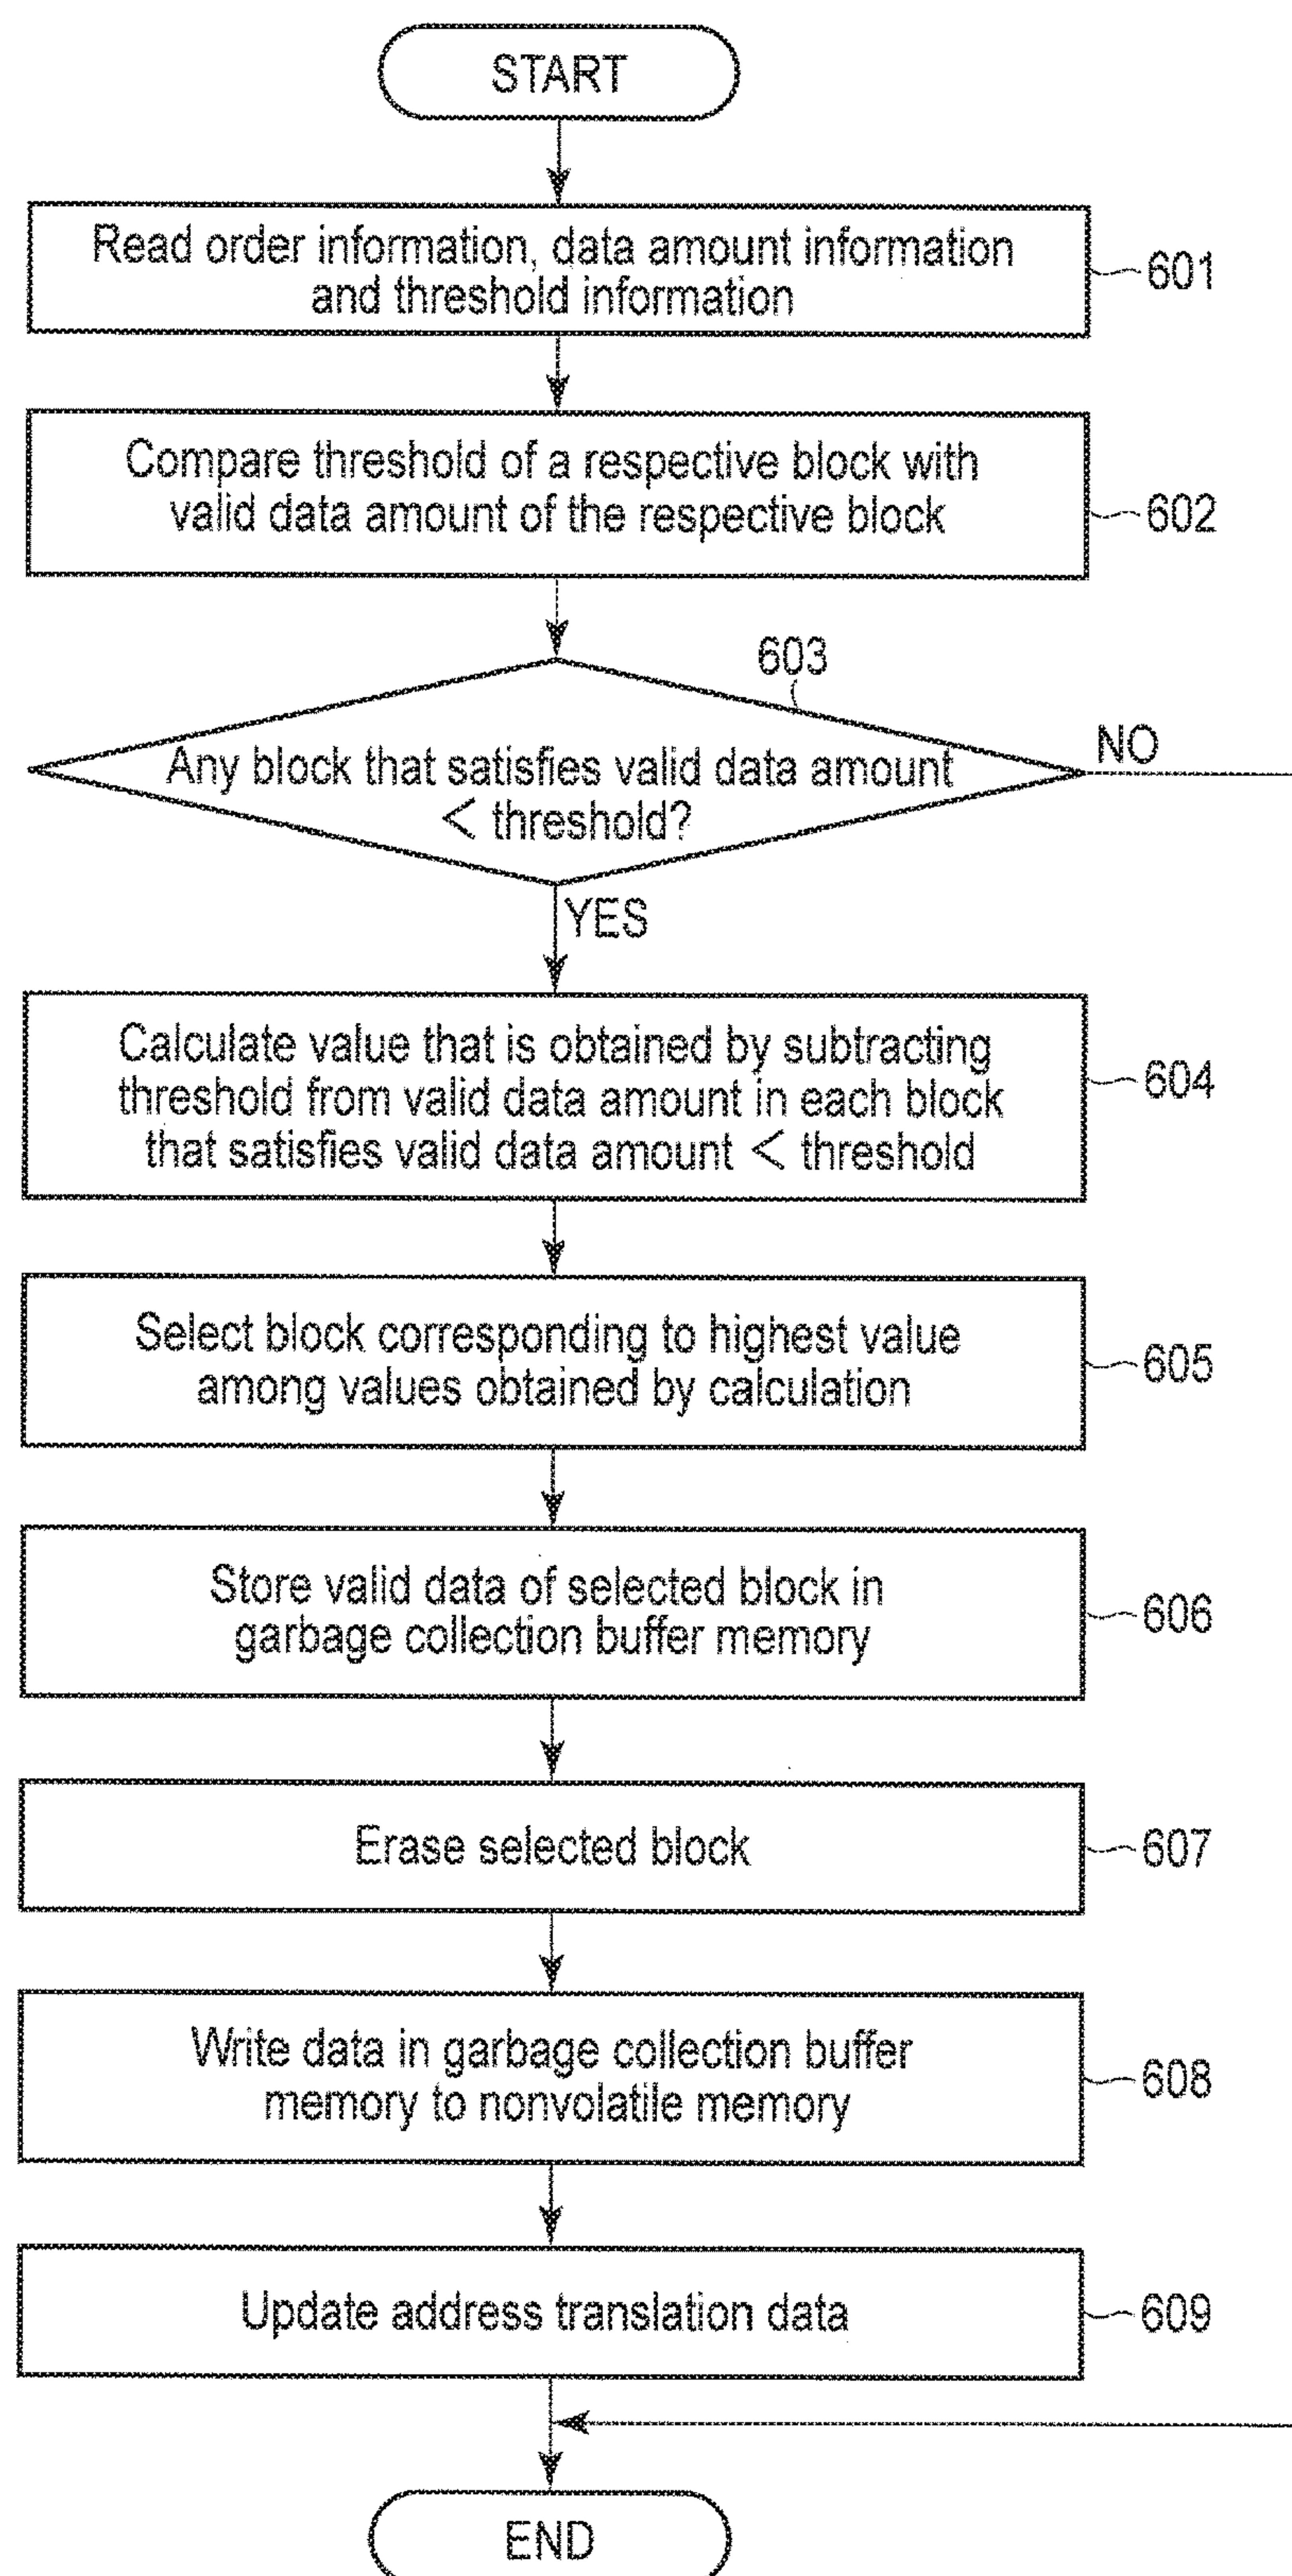 START
Read order information, data amount information
and threshold information
601
Compare threshold of a respective block with
valid data amount of the respective block
602
603
Any block that satisfies valid data amount
< threshold?
NO
YES
Calculate value that is obtained by subtracting
threshold from valid data amount in each block
that satisfies valid data amount < threshold
604
Select block corresponding to highest value
among values obtained by calculation
605
Store valid data of selected block in
garbage collection buffer memory
606
Erase selected block
607
Write data in garbage collection buffer
memory to nonvolatile memory
608
Update address translation data
609
END